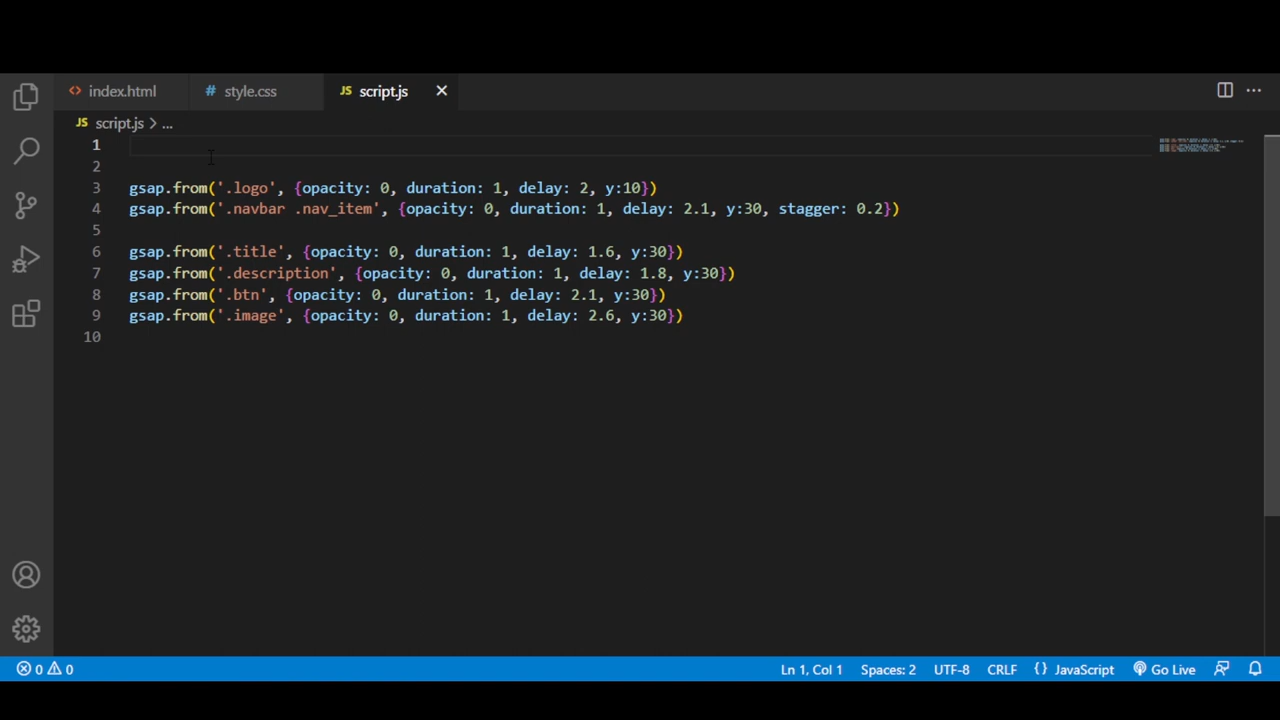 index.html
style.css
script.js
script.js > ...
1
2
3 gsap.from('.logo', {opacity: 0, duration: 1, delay: 2, y:10})
4 gsap.from('.navbar .nav_item', {opacity: 0, duration: 1, delay: 2.1, y:30, stagger: 0.2})
5
6 gsap.from('.title', {opacity: 0, duration: 1, delay: 1.6, y:30})
7 gsap.from('.description', {opacity: 0, duration: 1, delay: 1.8, y:30})
8 gsap.from('.btn', {opacity: 0, duration: 1, delay: 2.1, y:30})
9 gsap.from('.image', {opacity: 0, duration: 1, delay: 2.6, y:30})
10
0 0 Ln 1, Col 1 Spaces: 2 UTF-8 CRLF {} JavaScript Go Live